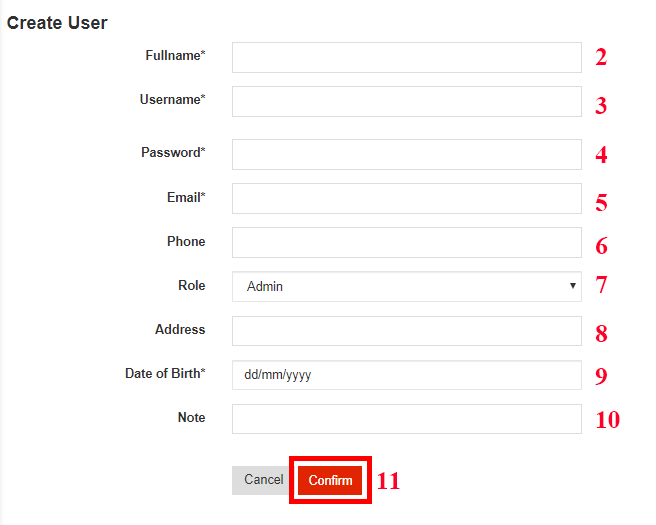 Create User
Fullname* 2
Username* 3
Password* 4
Email* 5
Phone 6
Role Admin 7
Address 8
Date of Birth* dd/mm/yyyy 9
Note 10
Cancel Confirm 11